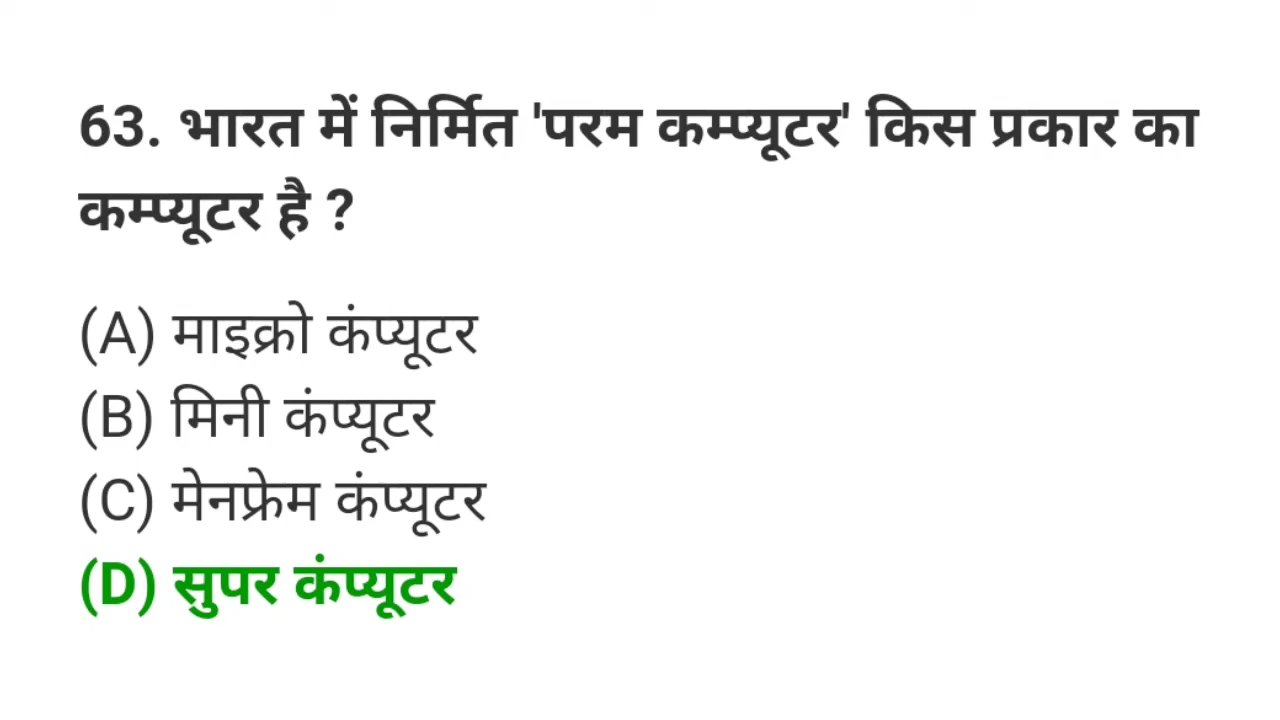 63. भारत में निर्मित 'परम कम्प्यूटर' किस प्रकार का
कम्प्यूटर है ?
(A) माइक्रो कंप्यूटर
(B) मिनी कंप्यूटर
(C) मेनफ्रेम कंप्यूटर
(D) सुपर कंप्यूटर